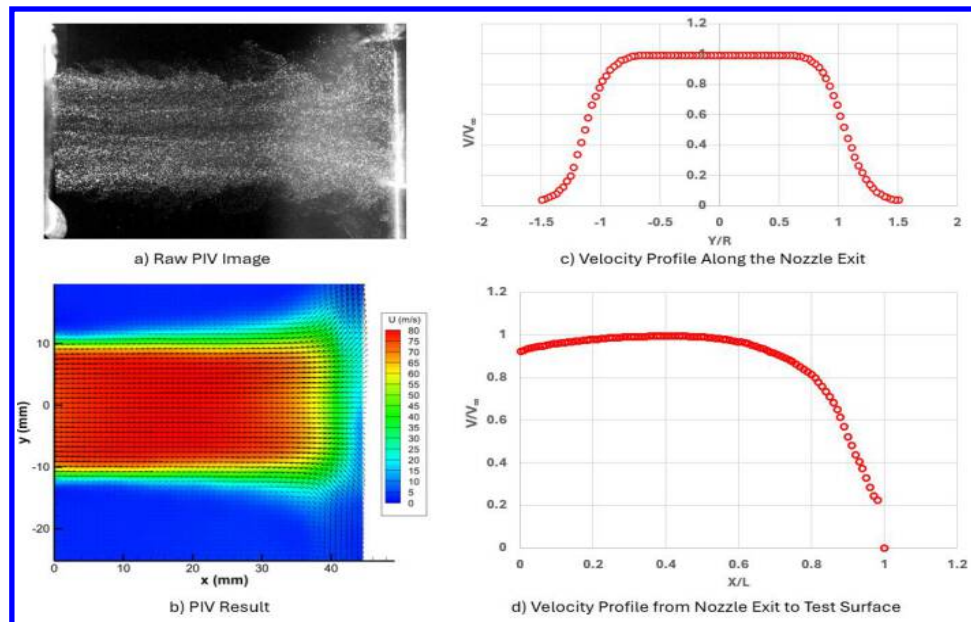 a) Raw PIV Image
1.2
1
0.8
0.6
0.4
0.2
0
V/V∞
-2 -1.5 -1 -0.5 0 0.5 1 1.5 2
Y/R
c) Velocity Profile Along the Nozzle Exit
U (m/s)
80
75
70
65
60
55
50
45
40
35
30
25
20
15
10
5
0
10
0
-10
-20
y (mm)
0 10 20 30 40
x (mm)
b) PIV Result
1.2
1
0.8
0.6
0.4
0.2
0
V/V∞
0 0.2 0.4 0.6 0.8 1 1.2
X/L
d) Velocity Profile from Nozzle Exit to Test Surface